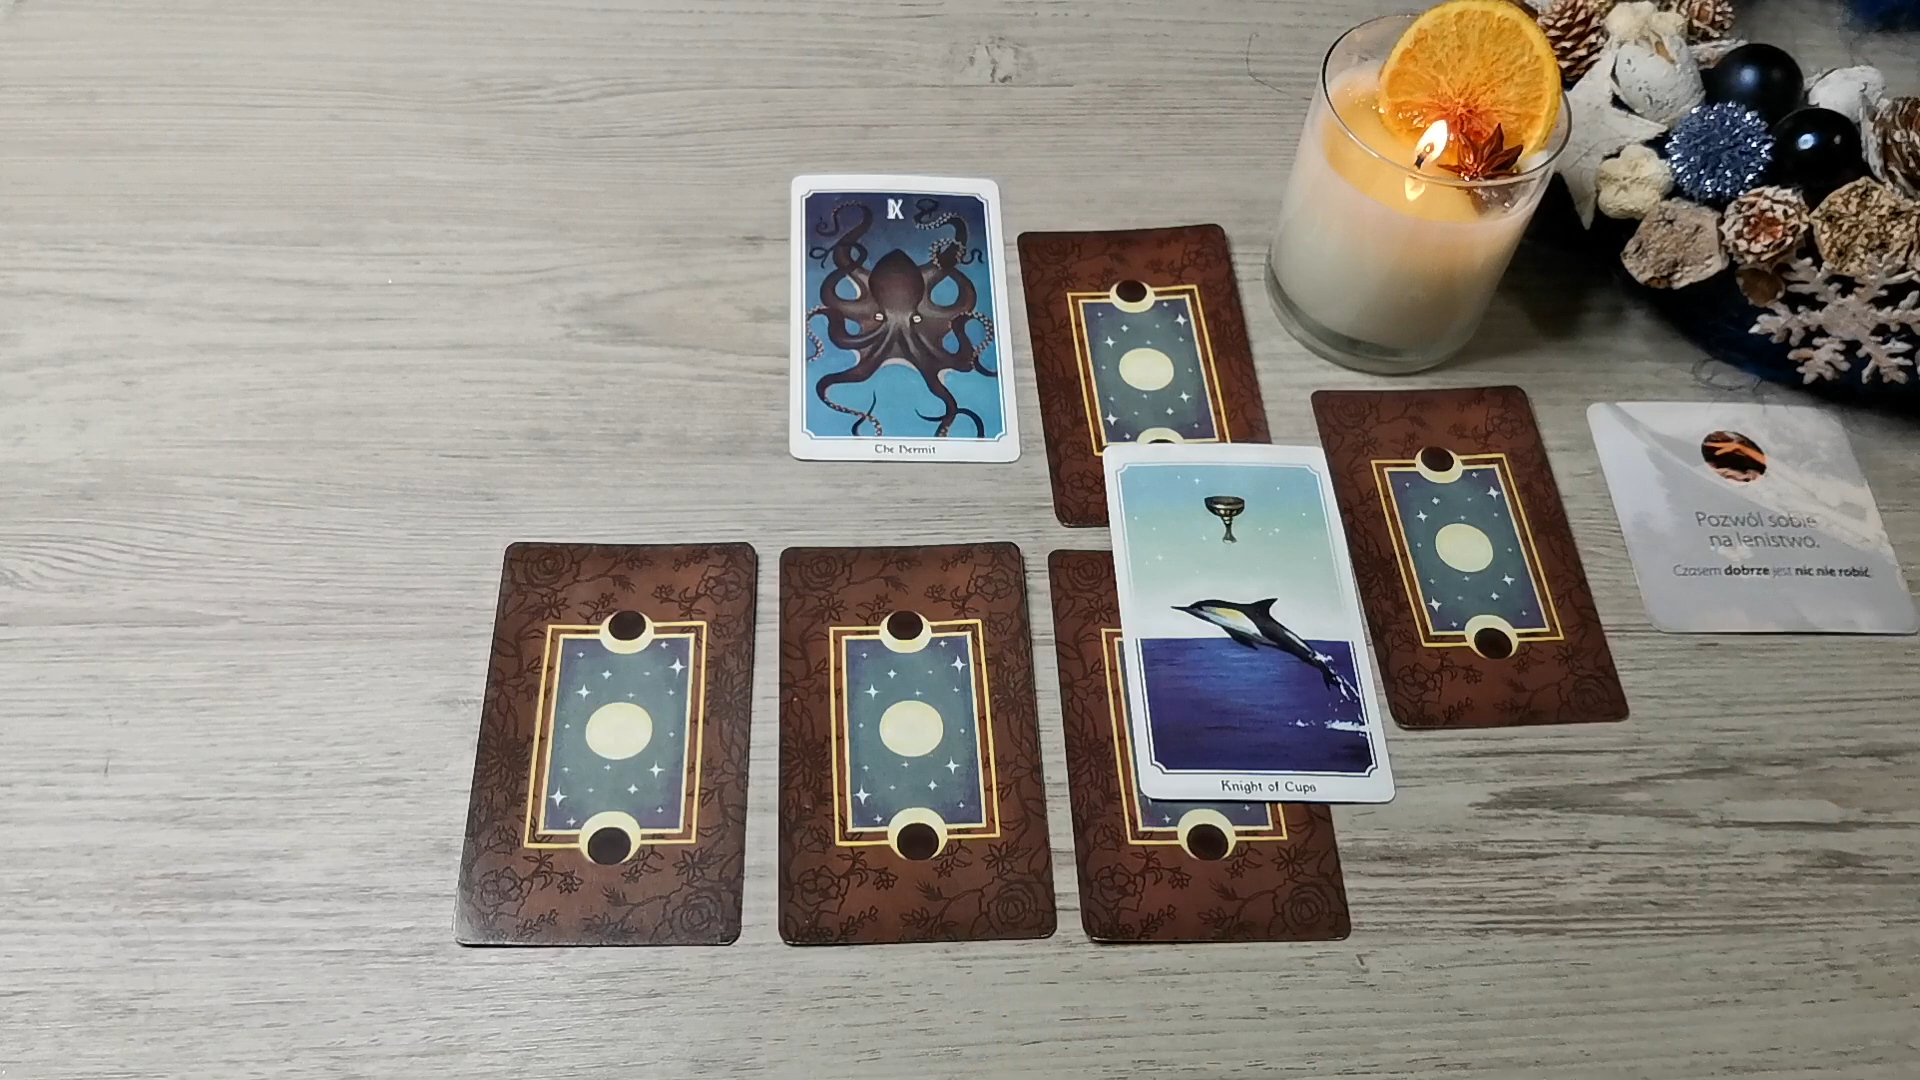 IX
The Hermit
Knight of Cups
Pozwól sobie
na lenistwo.
Czasem dobrze jest nic nie robić.